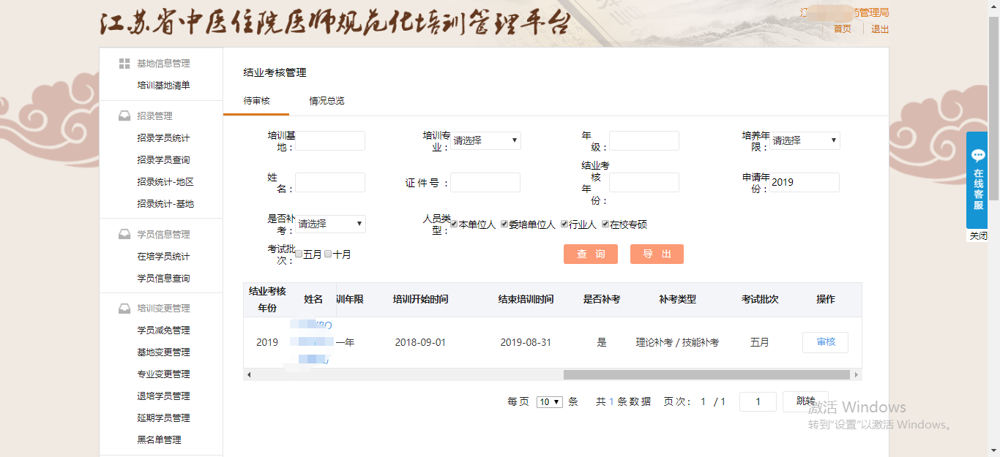 江苏省中医住院医师规范化培训管理平台
江 药管理局
首页 退出
基地信息管理
培训基地清单
招录管理
招录学员统计
招录学员查询
招录统计-地区
招录统计-基地
学员信息管理
在培学员统计
学员信息查询
培训变更管理
学员减免管理
基地变更管理
专业变更管理
退培学员管理
延期学员管理
黑名单管理
结业考核管理
待审核 情况总览
培训基地： 培训专业： 请选择 年级： 培养年限： 请选择
姓名： 证件号： 结业考核年份： 申请年份： 2019
是否补考： 请选择 人员类型： 本单位人 委培单位人 行业人 在校专硕
考试批次： 五月 十月 查 询 导 出
结业考核年份 姓名 训年限 培训开始时间 结束培训时间 是否补考 补考类型 考试批次 操作
2019 一年 2018-09-01 2019-08-31 是 理论补考 / 技能补考 五月 审核
每页 10 条 共 1 条数据 页次： 1 / 1 1 跳转
在线客服
关闭
激活 Windows
转到"设置"以激活 Windows。